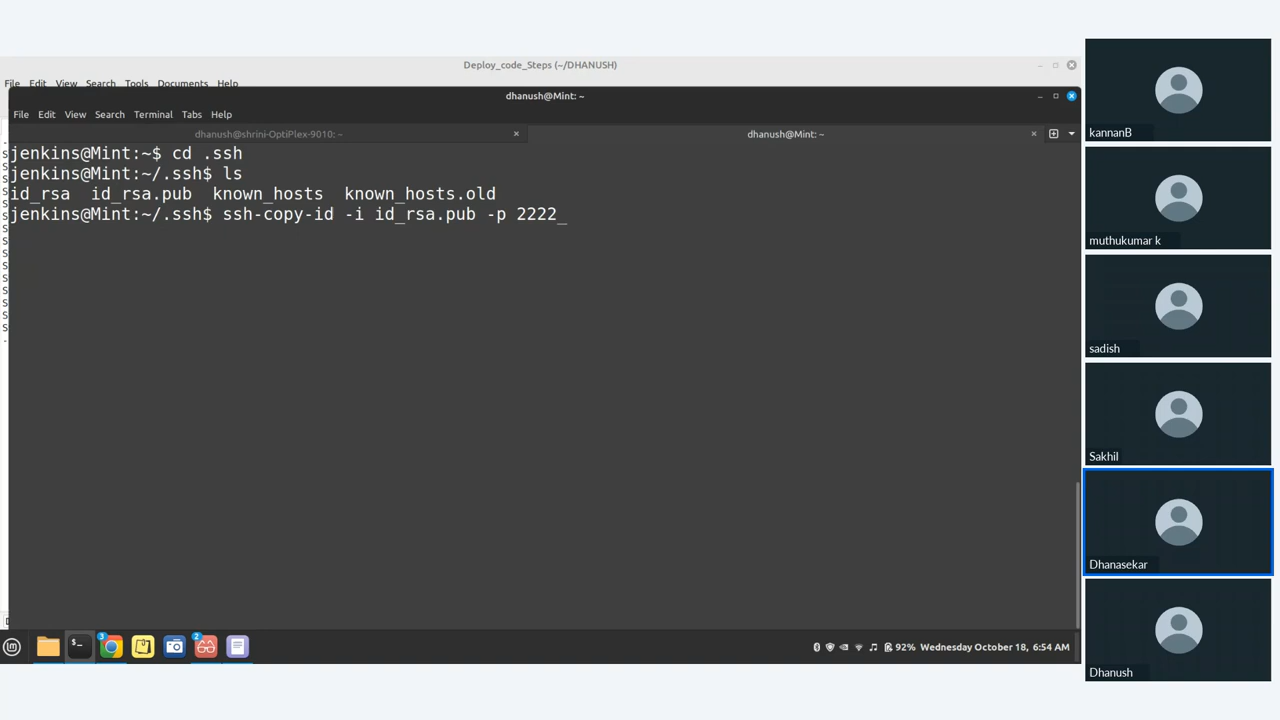 Deploy_code_Steps (~/DHANUSH)
File Edit View Search Tools Documents Help
dhanush@Mint: ~
File Edit View Search Terminal Tabs Help
dhanush@shrini-OptiPlex-9010: ~
dhanush@Mint: ~
jenkins@Mint:~$ cd .ssh
jenkins@Mint:~/.ssh$ ls
id_rsa id_rsa.pub known_hosts known_hosts.old
jenkins@Mint:~/.ssh$ ssh-copy-id -i id_rsa.pub -p 2222_
3
2
92% Wednesday October 18, 6:54 AM
kannanB
muthukumar k
sadish
Sakhil
Dhanasekar
Dhanush